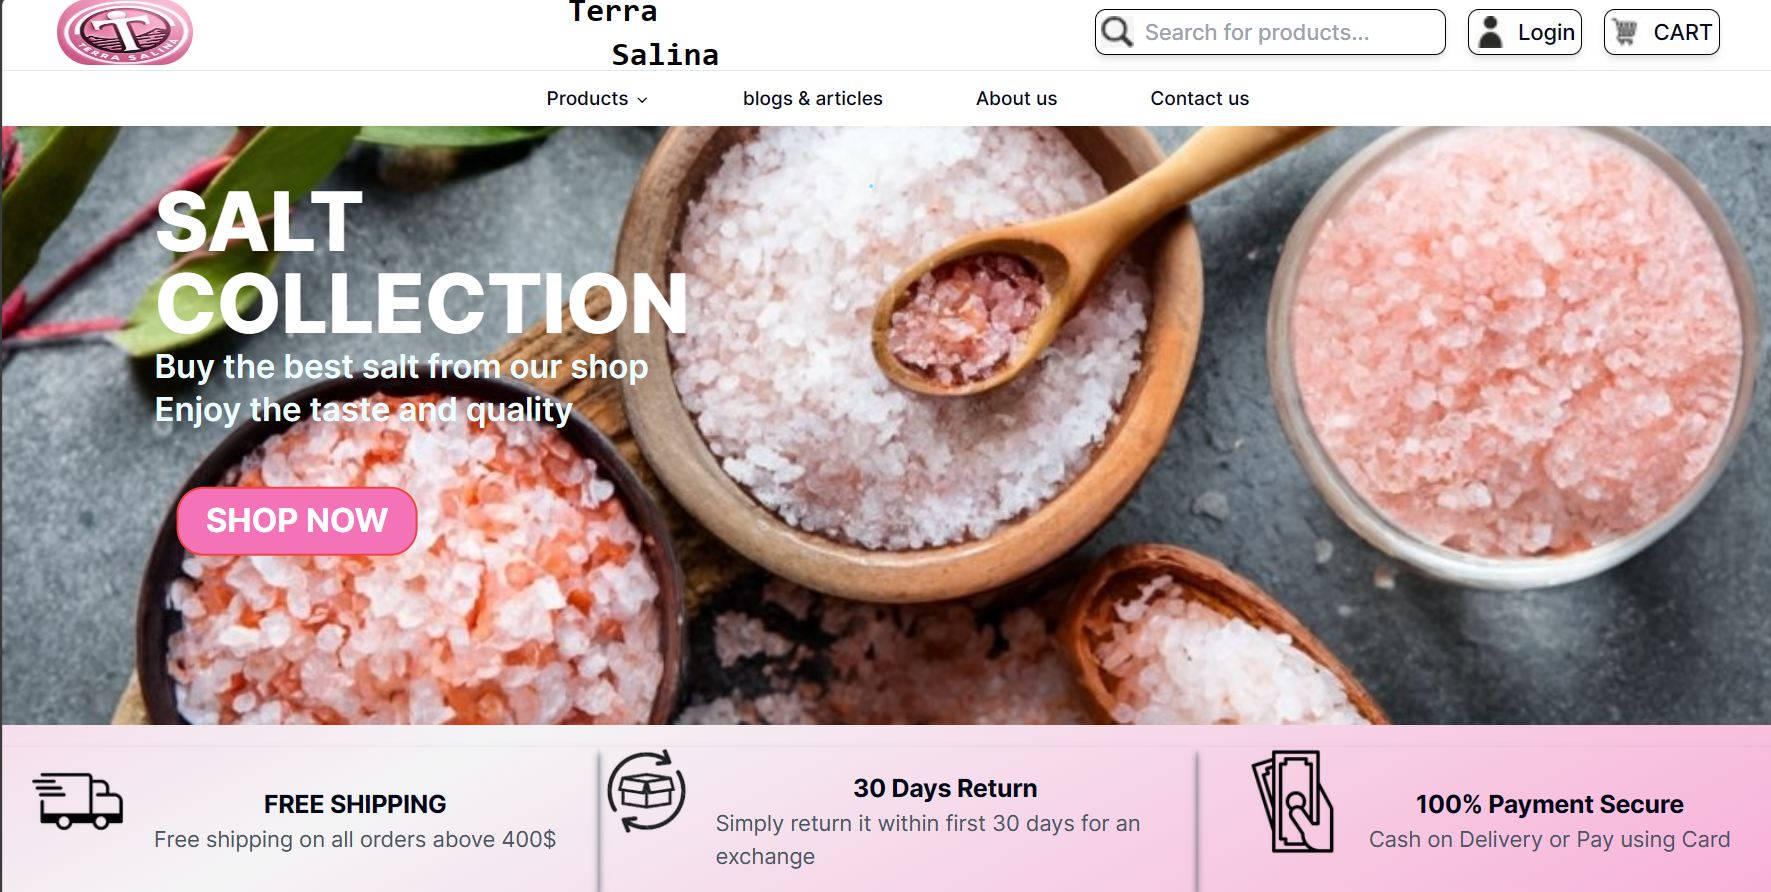 TERRA SALINA
Terra
Salina
Search for products...
Login
CART
Products
blogs & articles
About us
Contact us
SALT
COLLECTION
Buy the best salt from our shop
Enjoy the taste and quality
SHOP NOW
FREE SHIPPING
Free shipping on all orders above 400$
30 Days Return
Simply return it within first 30 days for an
exchange
100% Payment Secure
Cash on Delivery or Pay using Card